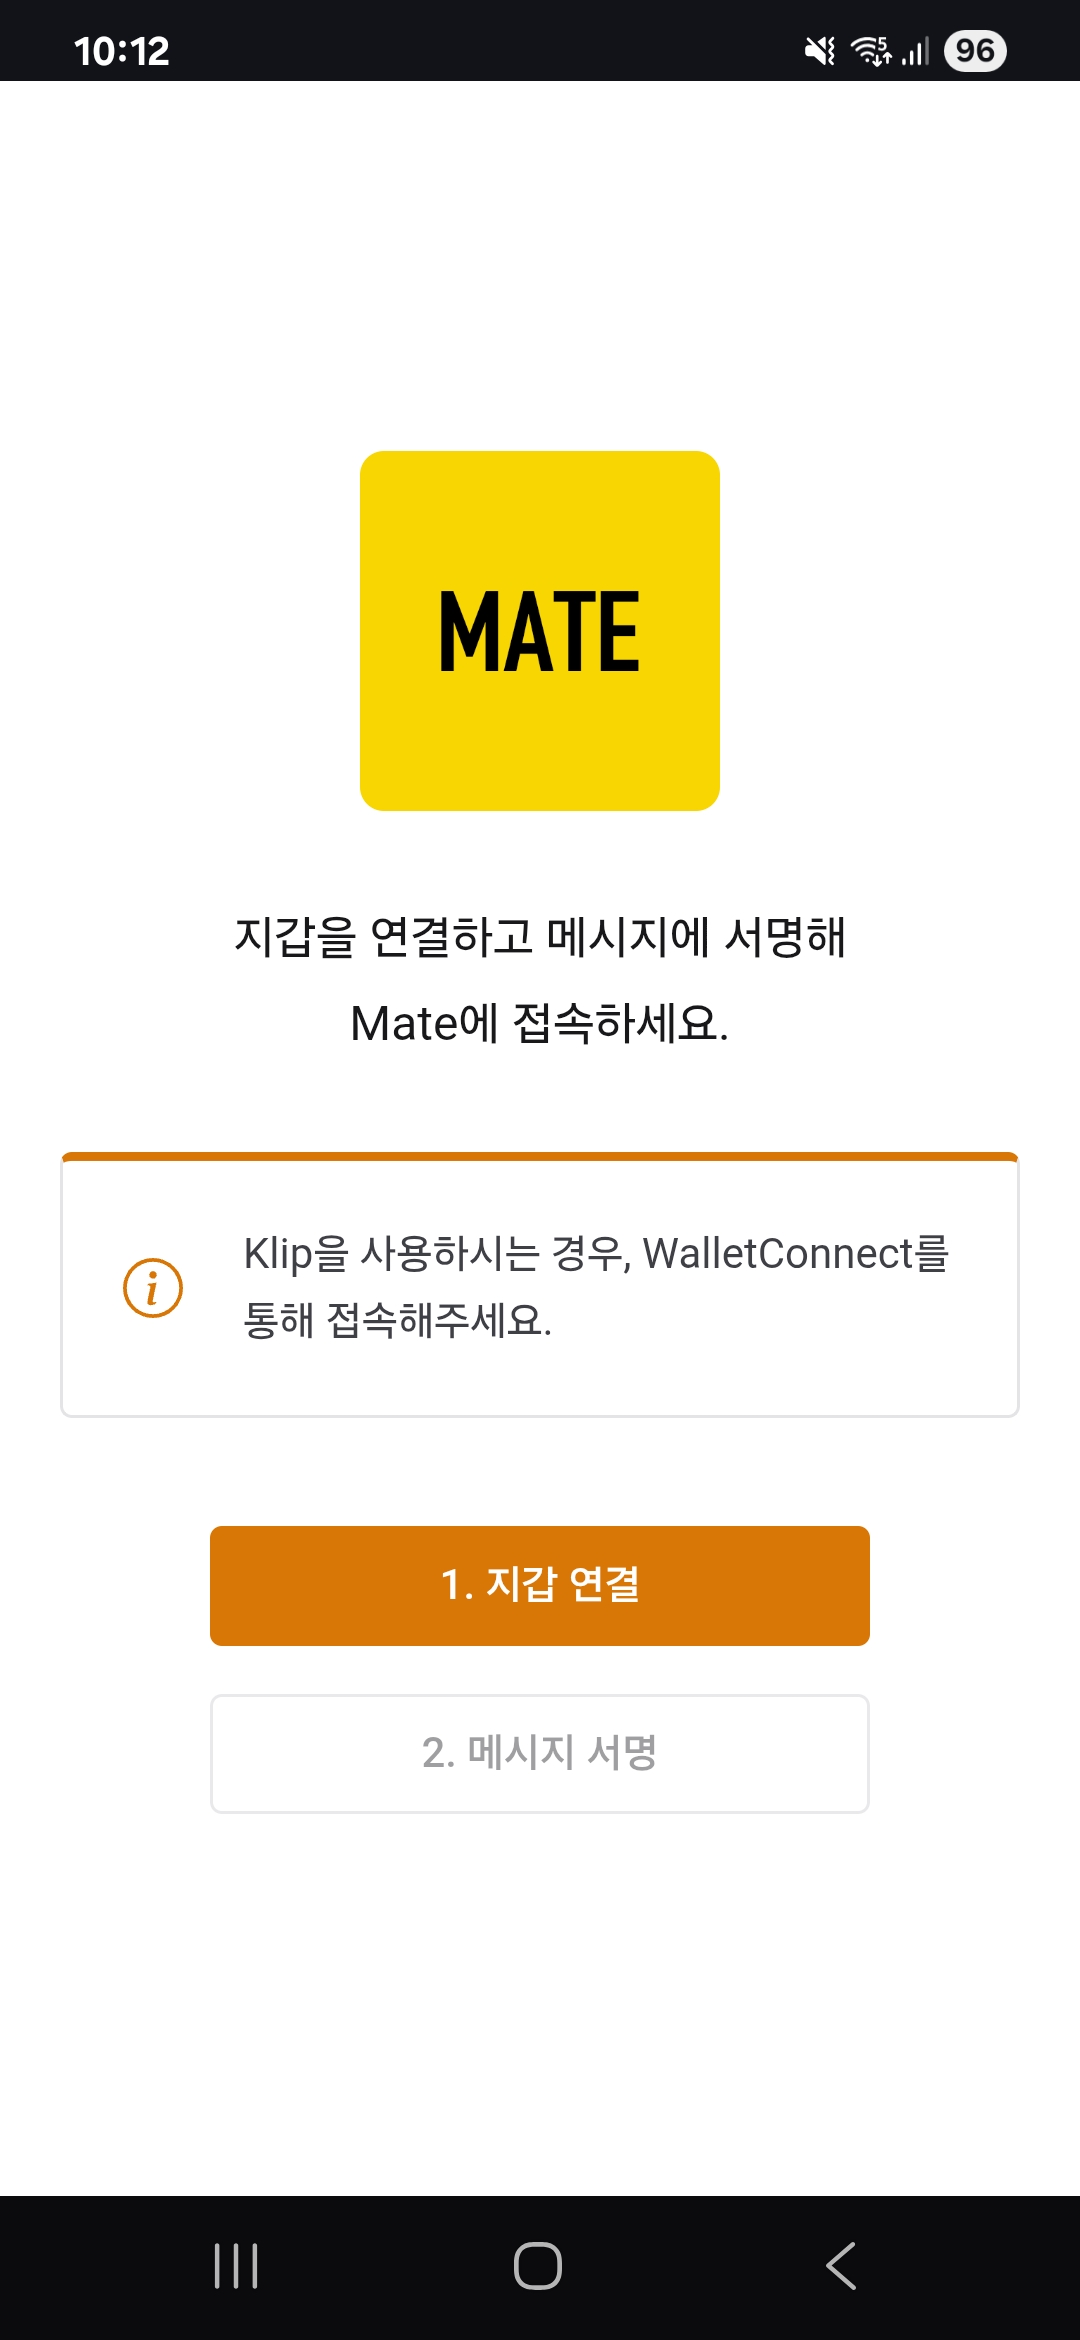 10:12
5
96
MATE
지갑을 연결하고 메시지에 서명해
Mate에 접속하세요.
i
Klip을 사용하시는 경우, WalletConnect를
통해 접속해주세요.
1. 지갑 연결
2. 메시지 서명